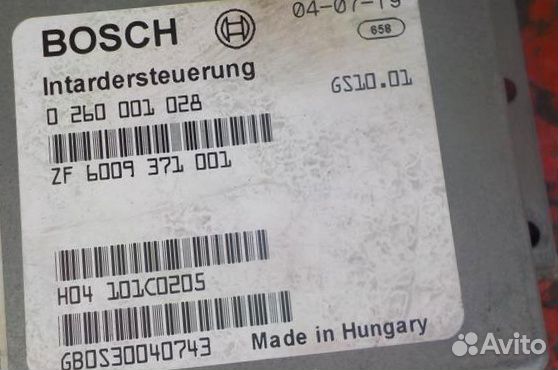 BOSCH
04-07-19
658
Intardersteuerung
0 260 001 028
GS10.01
ZF 6009 371 001
H04 101C0205
GB0S30040743
Made in Hungary
Avito